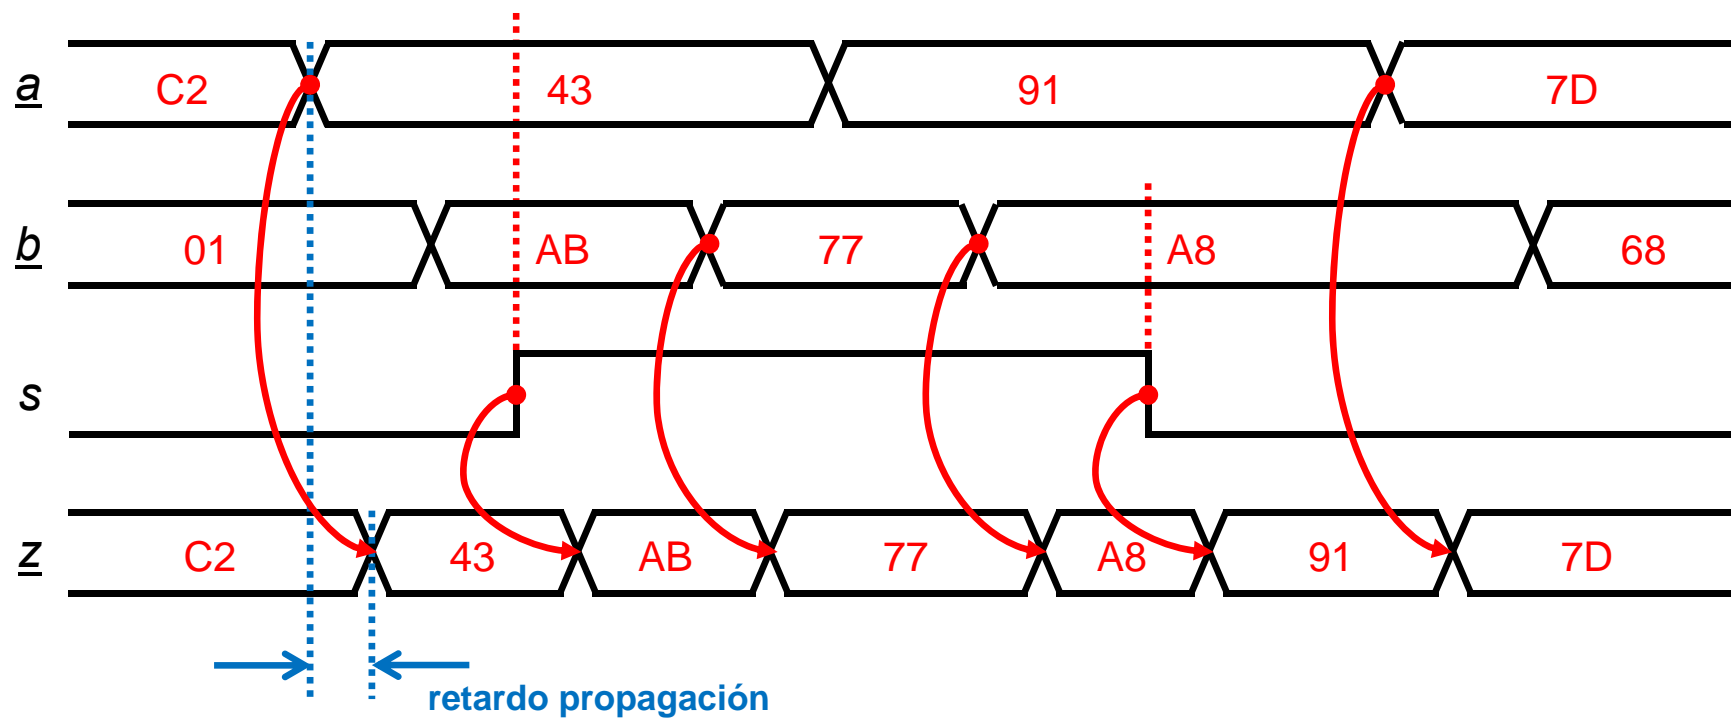 a C2 43 91 7D
b 01 AB 77 A8 68
s
z C2 43 AB 77 A8 91 7D
retardo propagación